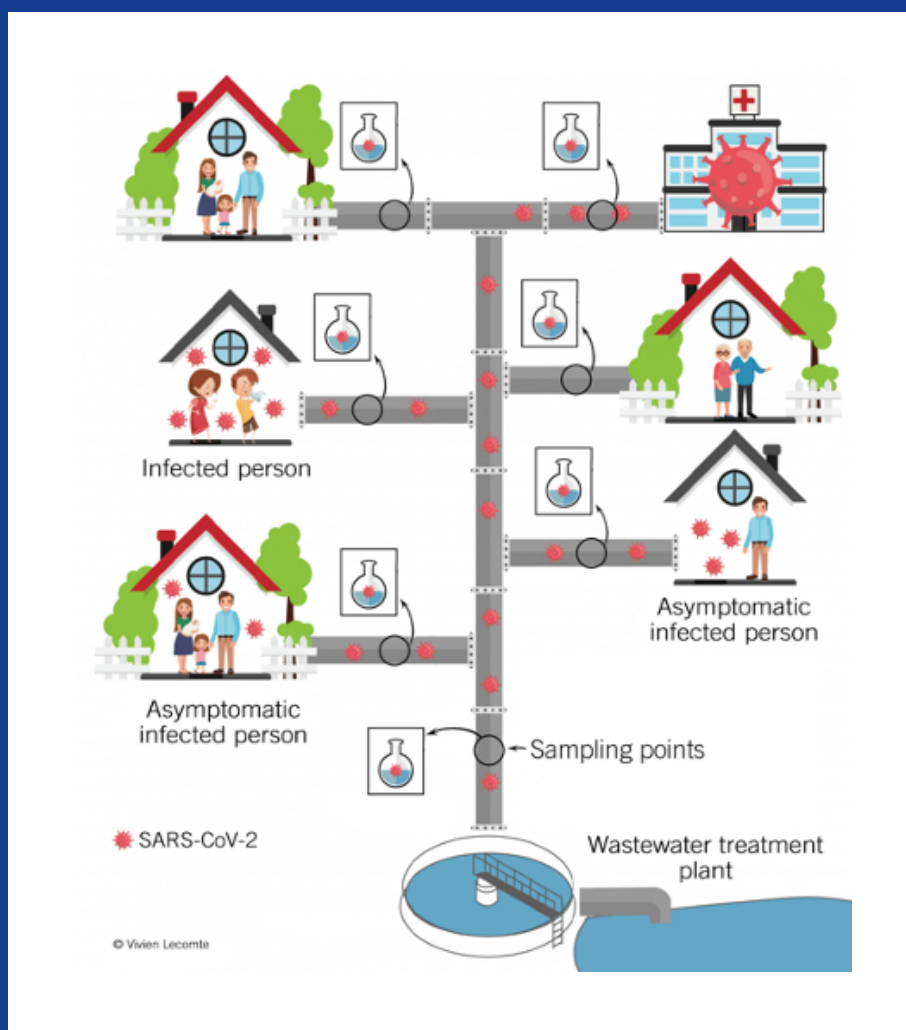 Infected person
Asymptomatic
infected person
Asymptomatic
infected person
Sampling points
SARS-CoV-2
Wastewater treatment
plant
© Vivien Lecomte